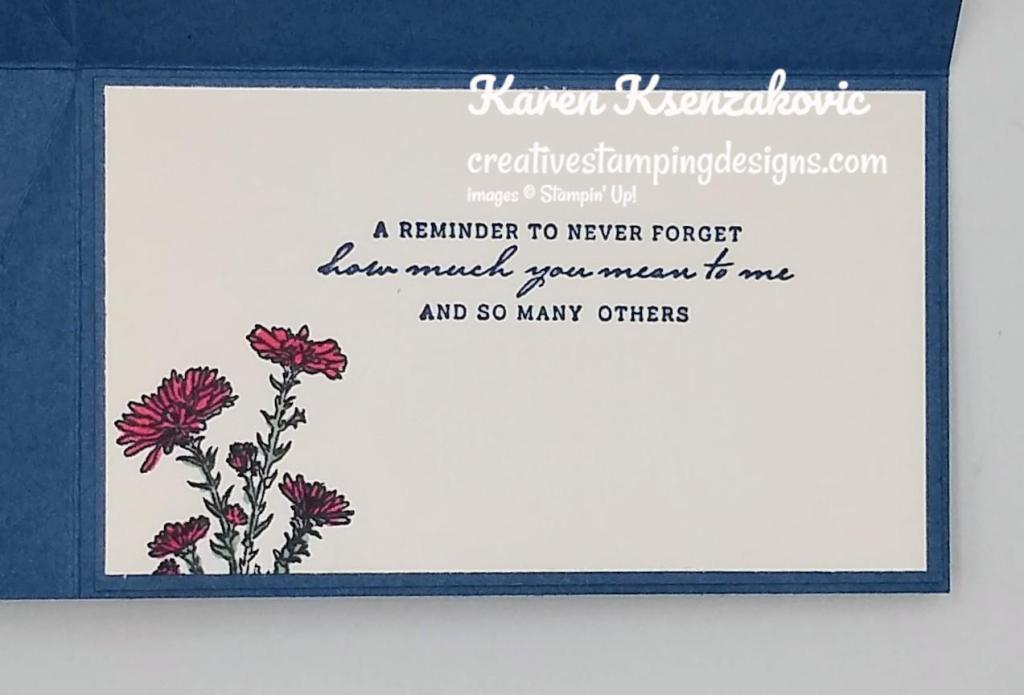 Karen Ksenzakovic
creativestampingdesigns.com
images © Stampin' Up!
A REMINDER TO NEVER FORGET
how much you mean to me
AND SO MANY OTHERS